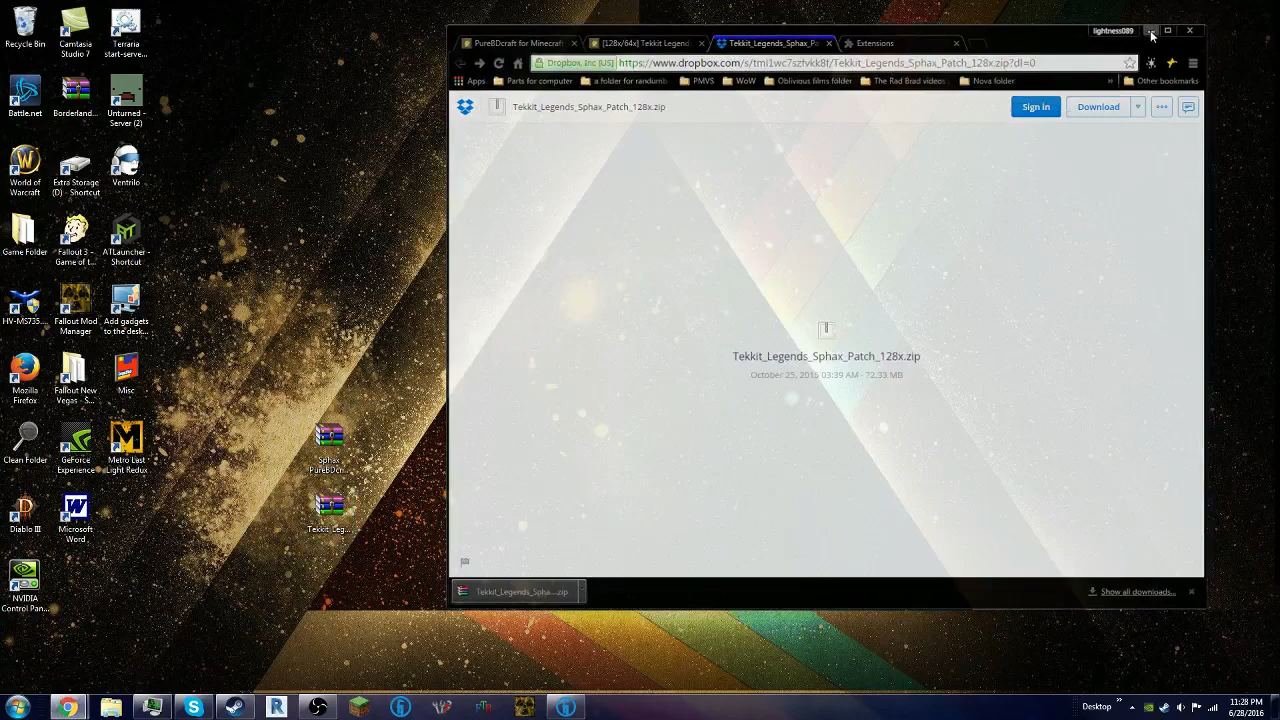 Recycle Bin
Camtasia Studio 7
Terraria start-serve...
Battle.net
Borderland...
Unturned - Server (2)
World of Warcraft
Extra Storage (D) - Shortcut
Ventrilo
Game Folder
Fallout 3 - Game of t...
ATLauncher - Shortcut
HV-MS735...
Fallout Mod Manager
Add gadgets to the desk...
Mozilla Firefox
Fallout New Vegas - S...
Misc
Clean Folder
GeForce Experience
Metro Last Light Redux
Diablo III
Microsoft Word
NVIDIA Control Pan...
Sphax PureBDcr...
Tekkit Leg...
lightness089
PureBDcraft for Minecraft
[128x/64x] Tekkit Legend
Tekkit_Legends_Sphax_Pa
Extensions
Dropbox, Inc [US] https://www.dropbox.com/s/tmi1wc7szfvkk8f/Tekkit_Legends_Sphax_Patch_128x.zip?dl=0
Apps Parts for computer a folder for randumb PMVS WoW Oblivious films folder The Rad Brad videos Nova folder » Other bookmarks
Tekkit_Legends_Sphax_Patch_128x.zip Sign in Download
Tekkit_Legends_Sphax_Patch_128x.zip
October 25, 2015 03:39 AM · 72.33 MB
Tekkit_Legends_Spha....zip Show all downloads...
Desktop » 11:28 PM
6/28/2016